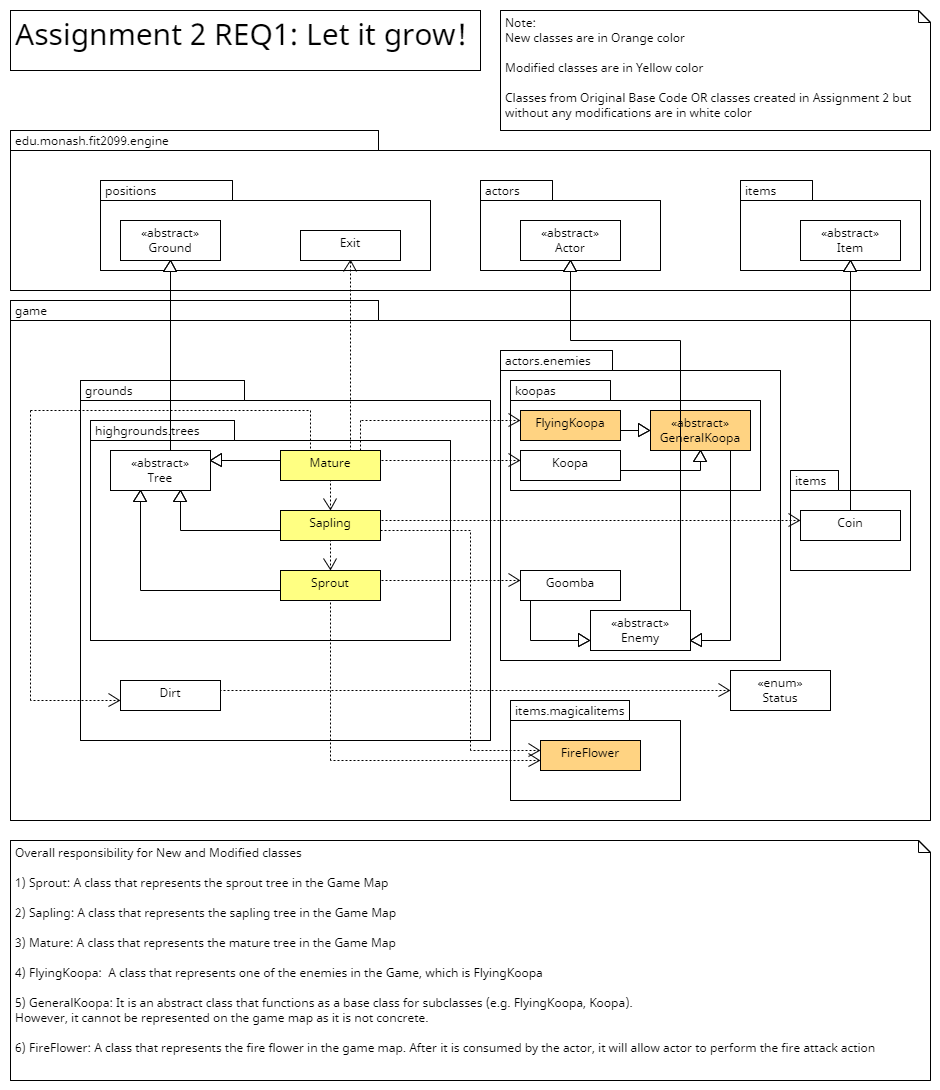 Assignment 2 REQ1: Let it grow!
Note:
New classes are in Orange color
Modified classes are in Yellow color
Classes from Original Base Code OR classes created in Assignment 2 but
without any modifications are in white color
edu.monash.fit2099.engine
positions
«abstract»
Ground
Exit
actors
«abstract»
Actor
items
«abstract»
Item
game
grounds
highgrounds.trees
«abstract»
Tree
Mature
Sapling
Sprout
Dirt
actors.enemies
koopas
FlyingKoopa
«abstract»
GeneralKoopa
Koopa
Goomba
«abstract»
Enemy
items
Coin
«enum»
Status
items.magicalitems
FireFlower
Overall responsibility for New and Modified classes
1) Sprout: A class that represents the sprout tree in the Game Map
2) Sapling: A class that represents the sapling tree in the Game Map
3) Mature: A class that represents the mature tree in the Game Map
4) FlyingKoopa:  A class that represents one of the enemies in the Game, which is FlyingKoopa
5) GeneralKoopa: It is an abstract class that functions as a base class for subclasses (e.g. FlyingKoopa, Koopa).
However, it cannot be represented on the game map as it is not concrete.
6) FireFlower: A class that represents the fire flower in the game map. After it is consumed by the actor, it will allow actor to perform the fire attack action